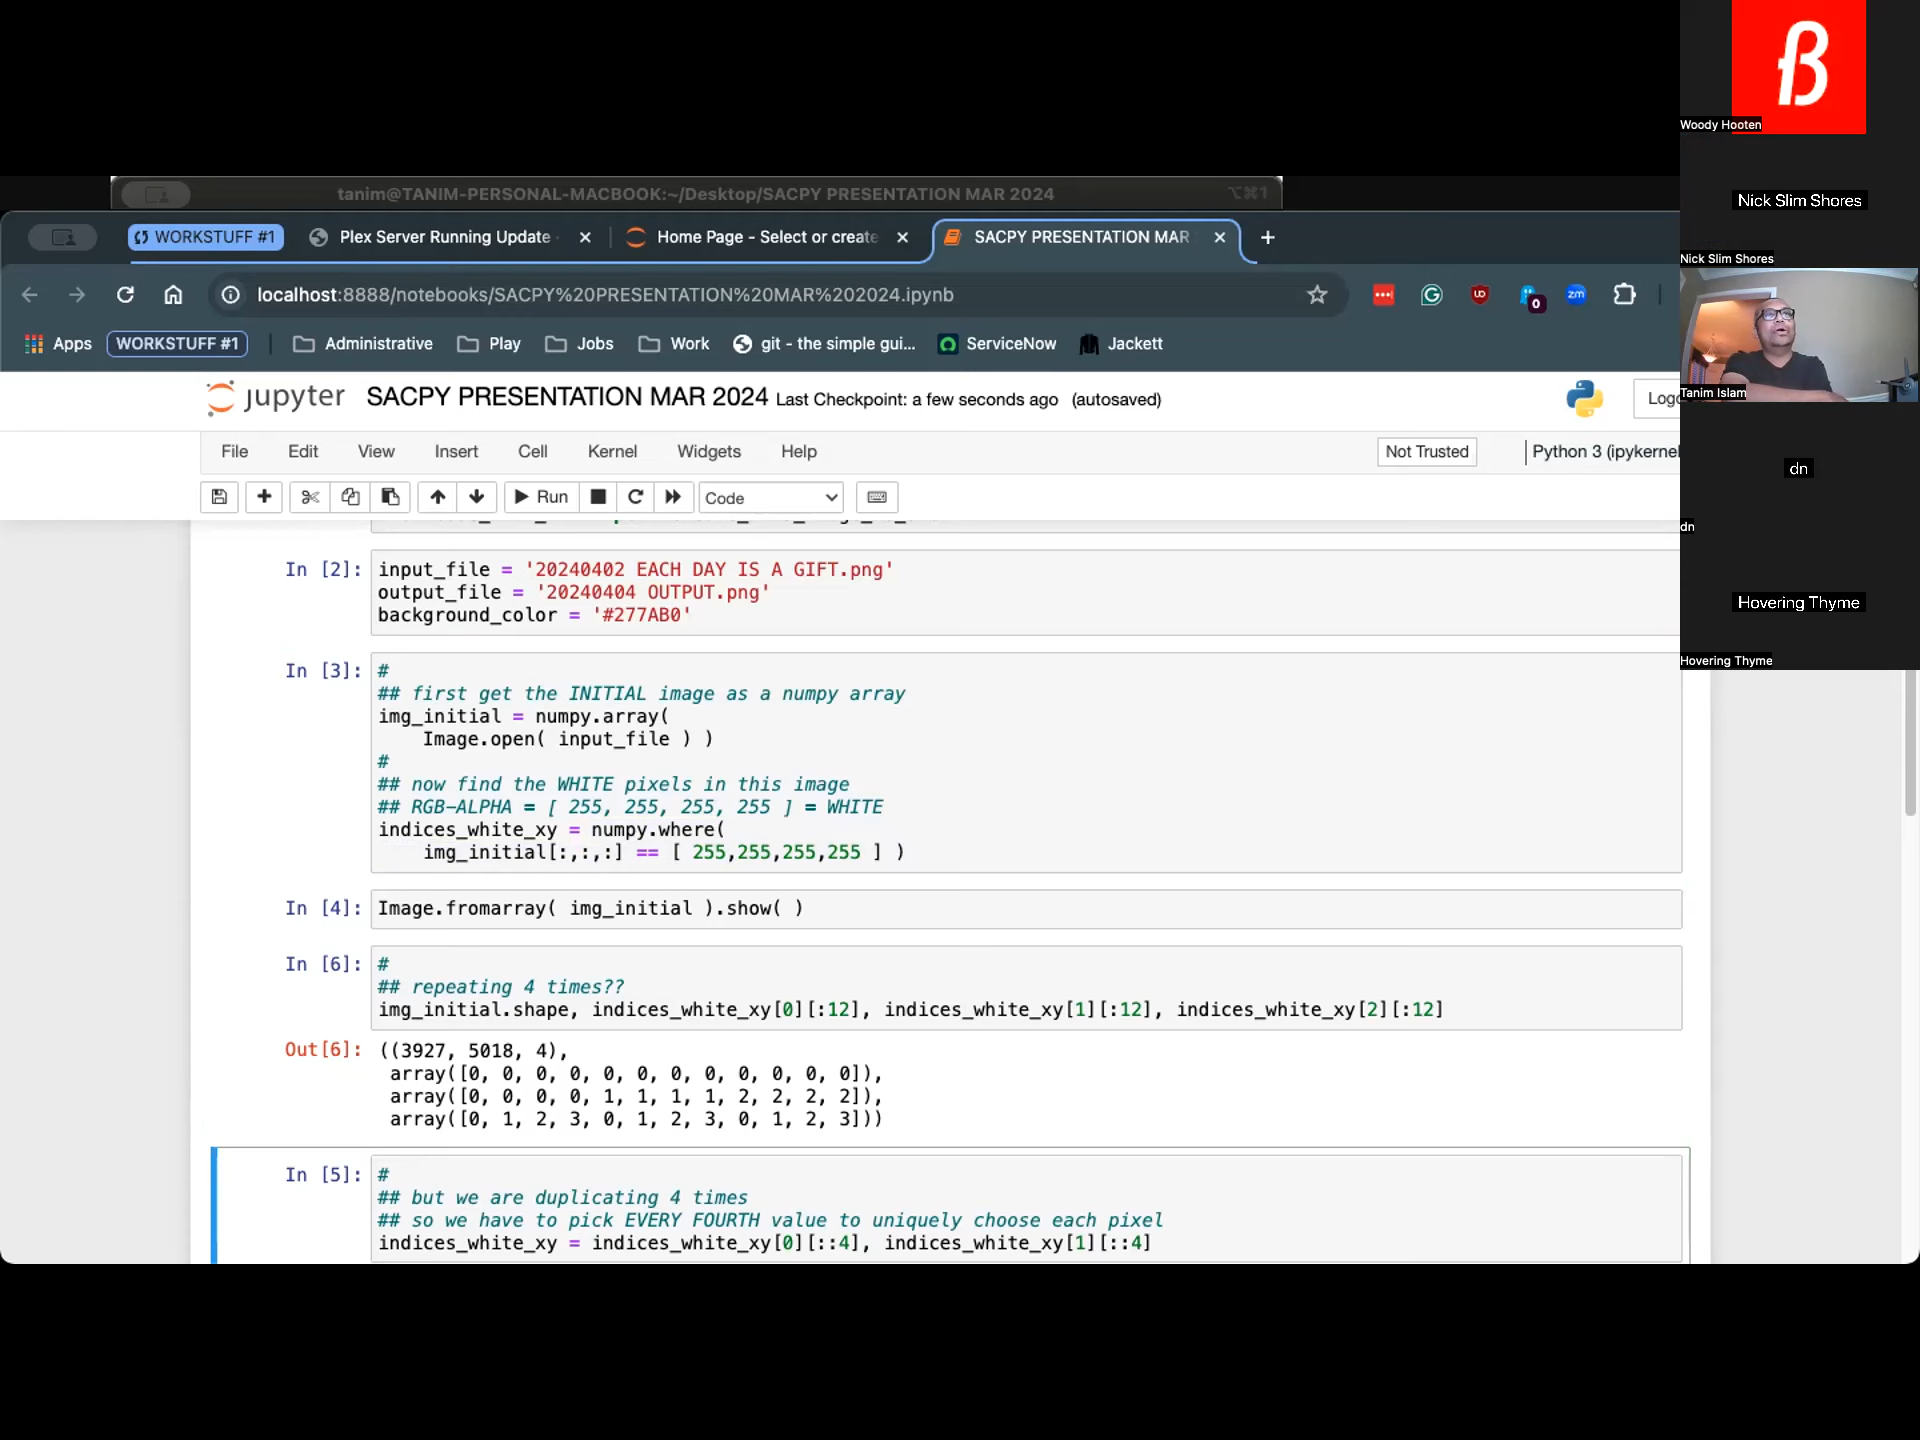 tanim@TANIM-PERSONAL-MACBOOK:~/Desktop/SACPY PRESENTATION MAR 2024 ⌥⌘1
WORKSTUFF #1 Plex Server Running Update Home Page - Select or create SACPY PRESENTATION MAR
localhost:8888/notebooks/SACPY%20PRESENTATION%20MAR%202024.ipynb
0
zm
Apps WORKSTUFF #1 Administrative Play Jobs Work git - the simple gui... ServiceNow Jackett
jupyter SACPY PRESENTATION MAR 2024 Last Checkpoint: a few seconds ago (autosaved)
Logo
File Edit View Insert Cell Kernel Widgets Help Not Trusted Python 3 (ipykernel
Run Code
In [2]: input_file = '20240402 EACH DAY IS A GIFT.png'
output_file = '20240404 OUTPUT.png'
background_color = '#277AB0'
In [3]: #
## first get the INITIAL image as a numpy array
img_initial = numpy.array(
Image.open( input_file ) )
#
## now find the WHITE pixels in this image
## RGB-ALPHA = [ 255, 255, 255, 255 ] = WHITE
indices_white_xy = numpy.where(
img_initial[:,:,:] == [ 255,255,255,255 ] )
In [4]: Image.fromarray( img_initial ).show( )
In [6]: #
## repeating 4 times??
img_initial.shape, indices_white_xy[0][:12], indices_white_xy[1][:12], indices_white_xy[2][:12]
Out[6]: ((3927, 5018, 4),
array([0, 0, 0, 0, 0, 0, 0, 0, 0, 0, 0, 0]),
array([0, 0, 0, 0, 1, 1, 1, 1, 2, 2, 2, 2]),
array([0, 1, 2, 3, 0, 1, 2, 3, 0, 1, 2, 3]))
In [5]: #
## but we are duplicating 4 times
## so we have to pick EVERY FOURTH value to uniquely choose each pixel
indices_white_xy = indices_white_xy[0][::4], indices_white_xy[1][::4]
ß
Woody Hooten
Nick Slim Shores
Nick Slim Shores
Tanim Islam
dn
dn
Hovering Thyme
Hovering Thyme